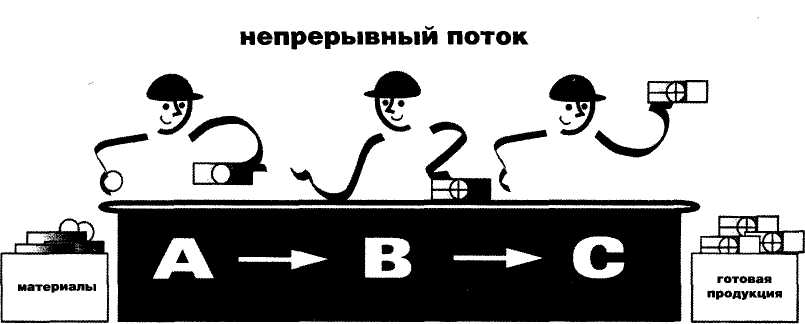 непрерывный поток
A → B → C
материалы
готовая
продукция